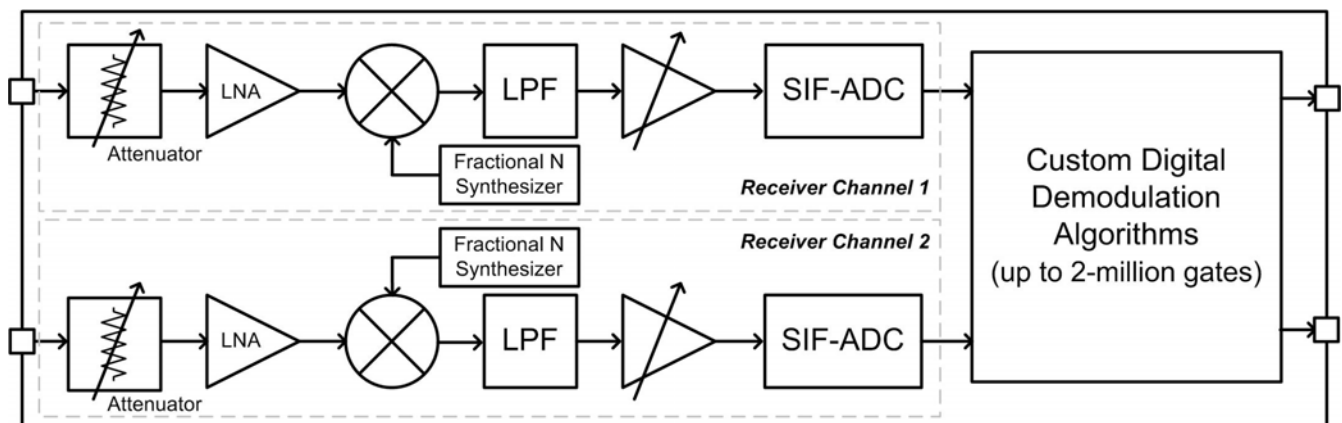 LNA
LPF
SIF-ADC
Attenuator
Fractional N
Synthesizer
Receiver Channel 1
Custom Digital
Demodulation
Algorithms
(up to 2-million gates)
Fractional N
Synthesizer
Receiver Channel 2
LNA
LPF
SIF-ADC
Attenuator